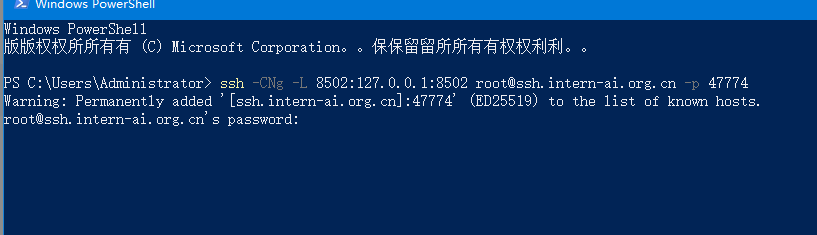 Windows PowerShell
Windows PowerShell
版版权权所所有有 (C) Microsoft Corporation。。保保留留所所有有权权利利。。
PS C:\Users\Administrator> ssh -CNg -L 8502:127.0.0.1:8502 root@ssh.intern-ai.org.cn -p 47774
Warning: Permanently added '[ssh.intern-ai.org.cn]:47774' (ED25519) to the list of known hosts.
root@ssh.intern-ai.org.cn's password: